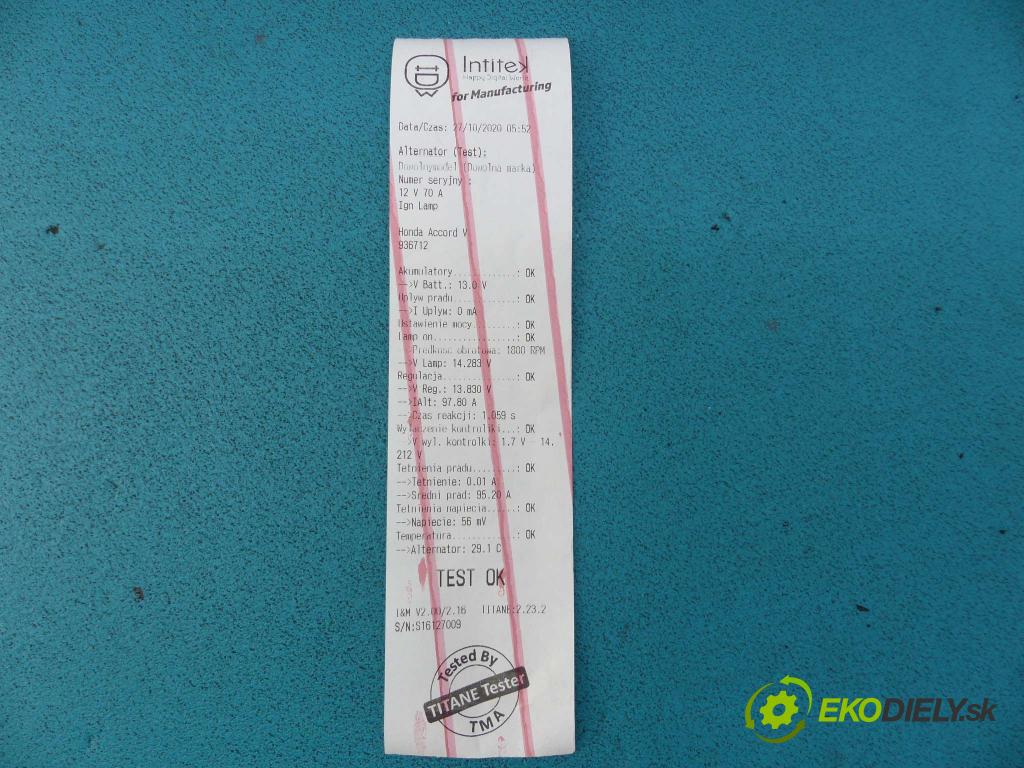 Intitek
Happy Digital World
for Manufacturing
Data/Czas: 27/10/2020 05:52
Alternator (Test):
Dowolnymodel (Dowolna marka)
Numer seryjny :
12 V 70 A
Ign Lamp
Honda Accord V
936712
Akumulatory............: OK
-->V Batt.: 13.0 V
Uplyw pradu............: OK
-->I Uplyw: 0 mA
Ustawienie mocy........: OK
Lamp on................: OK
-->Predkosc obrotowa: 1800 RPM
-->V Lamp: 14.283 V
Regulacja..............: OK
-->V Reg.: 13.830 V
-->IAlt: 97.80 A
-->Czas reakcji: 1.059 s
Wylaczenie kontrolki...: OK
-->V wyl. kontrolki: 1.7 V - 14.
212 V
Tetnienia pradu........: OK
-->Tetnienie: 0.01 A
-->Sredni prad: 95.20 A
Tetnienia napiecia.....: OK
-->Napiecie: 56 mV
Temperatura............: OK
-->Alternator: 29.1 C
TEST OK
I&M V2.00/2.16 TITANE:2.23.2
S/N:S16127009
Tested By
TITANE Tester
TMA
EKODIELY.sk